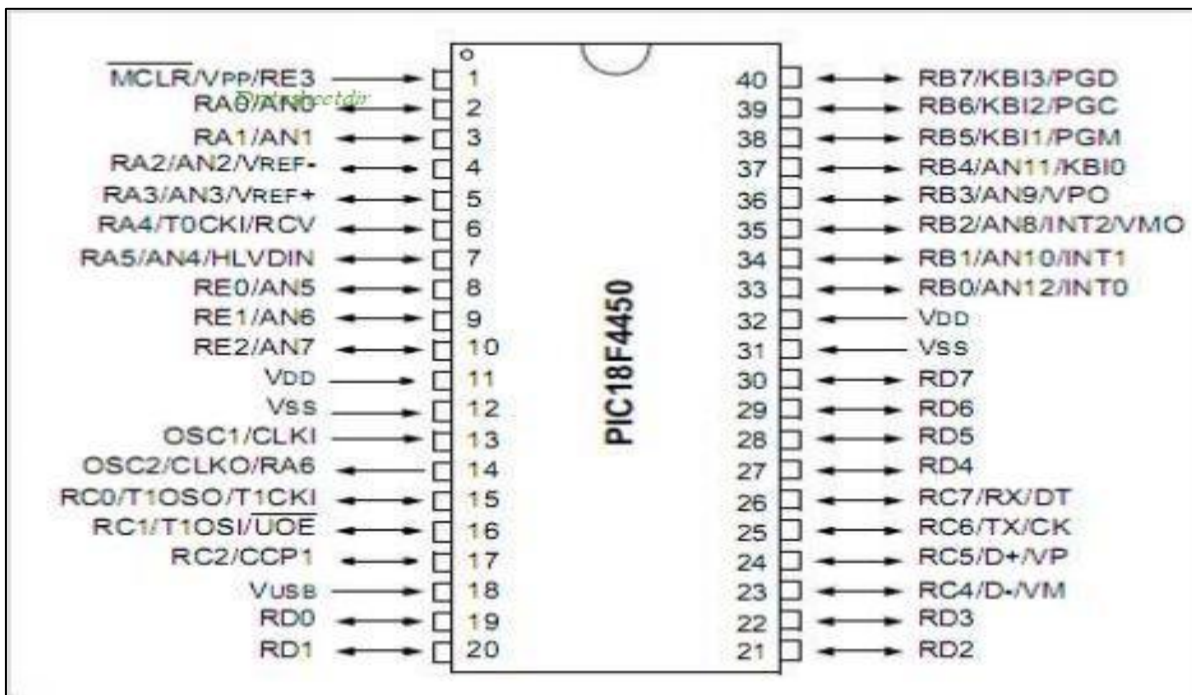 MCLR/VPP/RE3 1
Datasheetdir
RA0/AN0 2
RA1/AN1 3
RA2/AN2/VREF- 4
RA3/AN3/VREF+ 5
RA4/T0CKI/RCV 6
RA5/AN4/HLVDIN 7
RE0/AN5 8
RE1/AN6 9
RE2/AN7 10
VDD 11
VSS 12
OSC1/CLKI 13
OSC2/CLKO/RA6 14
RC0/T1OSO/T1CKI 15
RC1/T1OSI/UOE 16
RC2/CCP1 17
VUSB 18
RD0 19
RD1 20
PIC18F4450
40 RB7/KBI3/PGD
39 RB6/KBI2/PGC
38 RB5/KBI1/PGM
37 RB4/AN11/KBI0
36 RB3/AN9/VPO
35 RB2/AN8/INT2/VMO
34 RB1/AN10/INT1
33 RB0/AN12/INT0
32 VDD
31 VSS
30 RD7
29 RD6
28 RD5
27 RD4
26 RC7/RX/DT
25 RC6/TX/CK
24 RC5/D+/VP
23 RC4/D-/VM
22 RD3
21 RD2